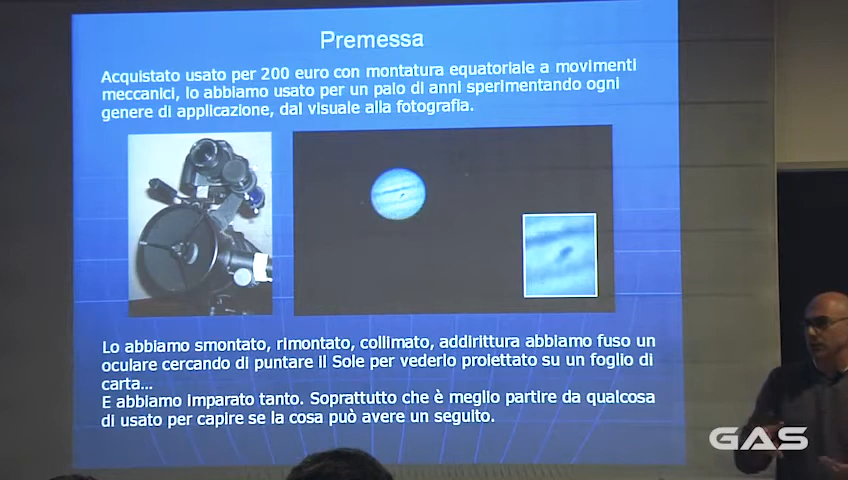 Premessa
Acquistato usato per 200 euro con montatura equatoriale a movimenti
meccanici, lo abbiamo usato per un paio di anni sperimentando ogni
genere di applicazione, dal visuale alla fotografia.
Lo abbiamo smontato, rimontato, collimato, addirittura abbiamo fuso un
oculare cercando di puntare il Sole per vederlo proiettato su un foglio di
carta...
E abbiamo imparato tanto. Soprattutto che è meglio partire da qualcosa
di usato per capire se la cosa può avere un seguito.
GAS